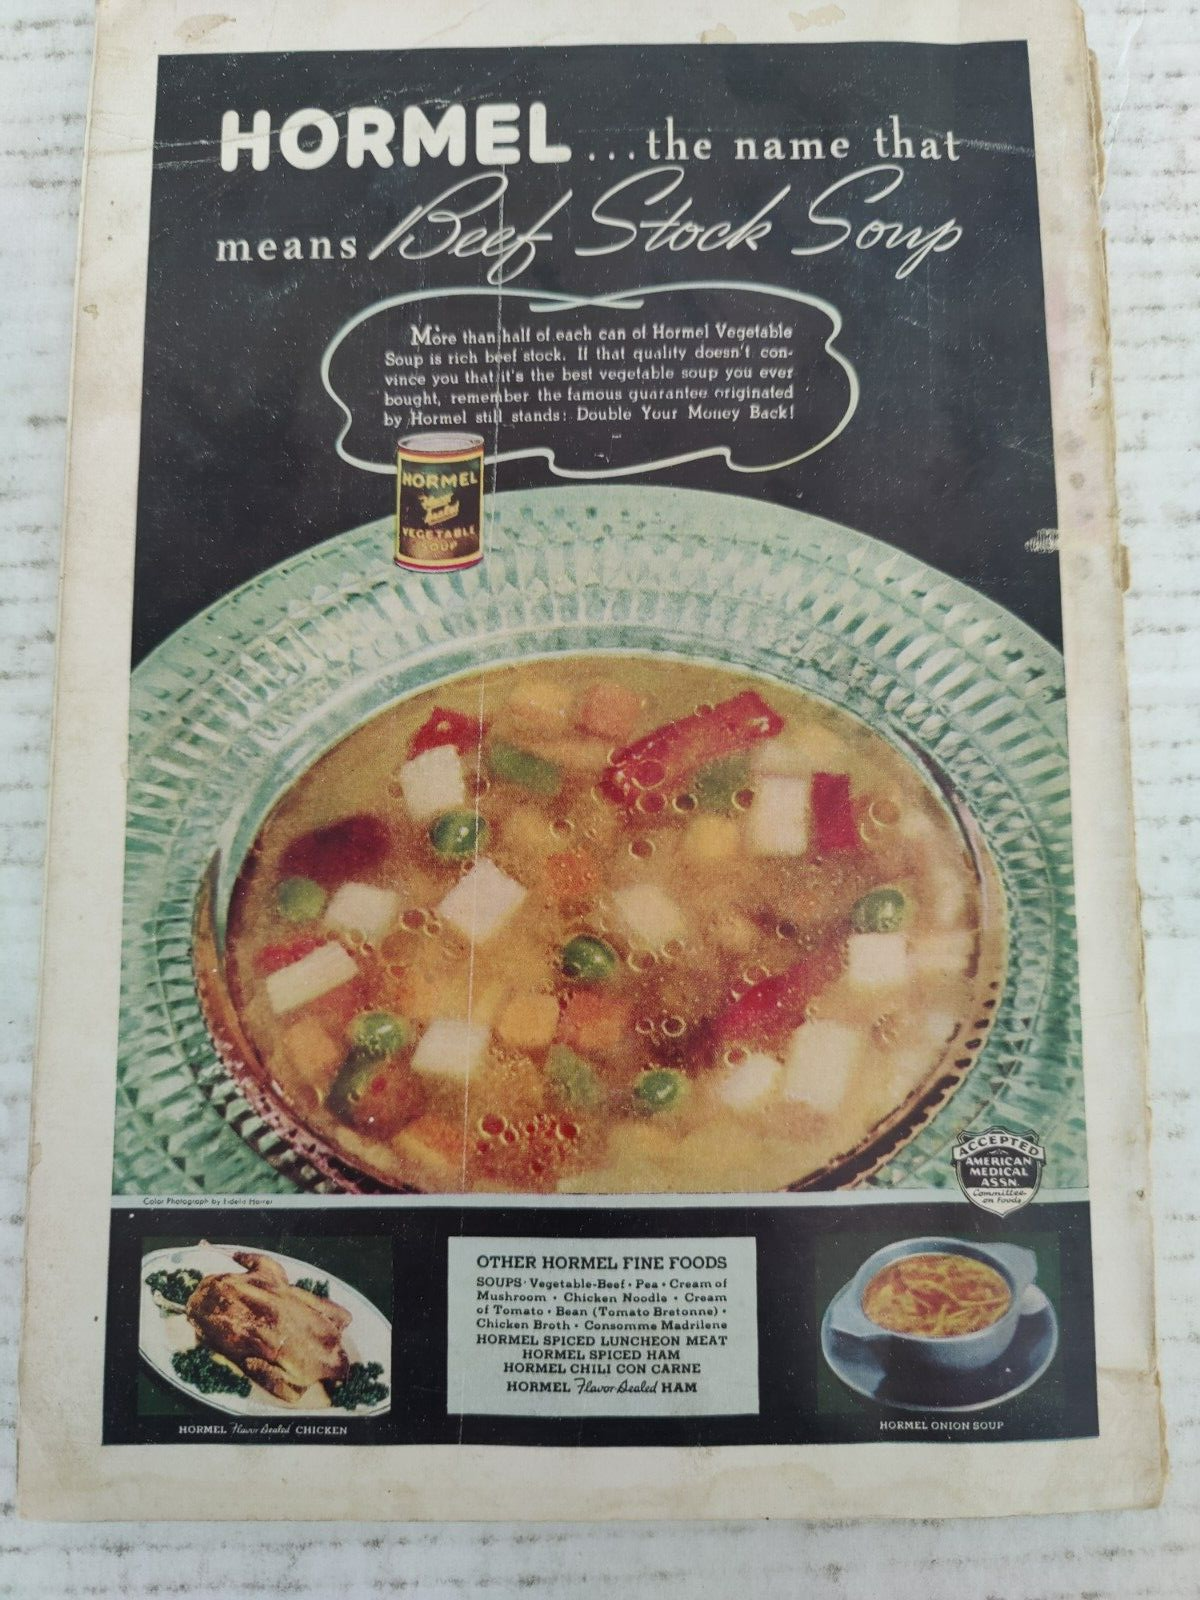 HORMEL ...the name that
means Beef Stock Soup
More than half of each can of Hormel Vegetable
Soup is rich beef stock. If that quality doesn't con-
vince you that it's the best vegetable soup you ever
bought, remember the famous guarantee originated
by Hormel still stands: Double Your Money Back!
HORMEL
Flavor
Sealed
VEGETABLE
SOUP
ACCEPTED
AMERICAN
MEDICAL
ASSN.
Committee
on Foods
Color Photograph by
OTHER HORMEL FINE FOODS
SOUPS· Vegetable-Beef • Pea • Cream of
Mushroom • Chicken Noodle • Cream
of Tomato • Bean (Tomato Bretonne) •
Chicken Broth • Consomme Madrilene
HORMEL SPICED LUNCHEON MEAT
HORMEL SPICED HAM
HORMEL CHILI CON CARNE
HORMEL Flavor-Sealed HAM
HORMEL Flavor-Sealed CHICKEN
HORMEL ONION SOUP